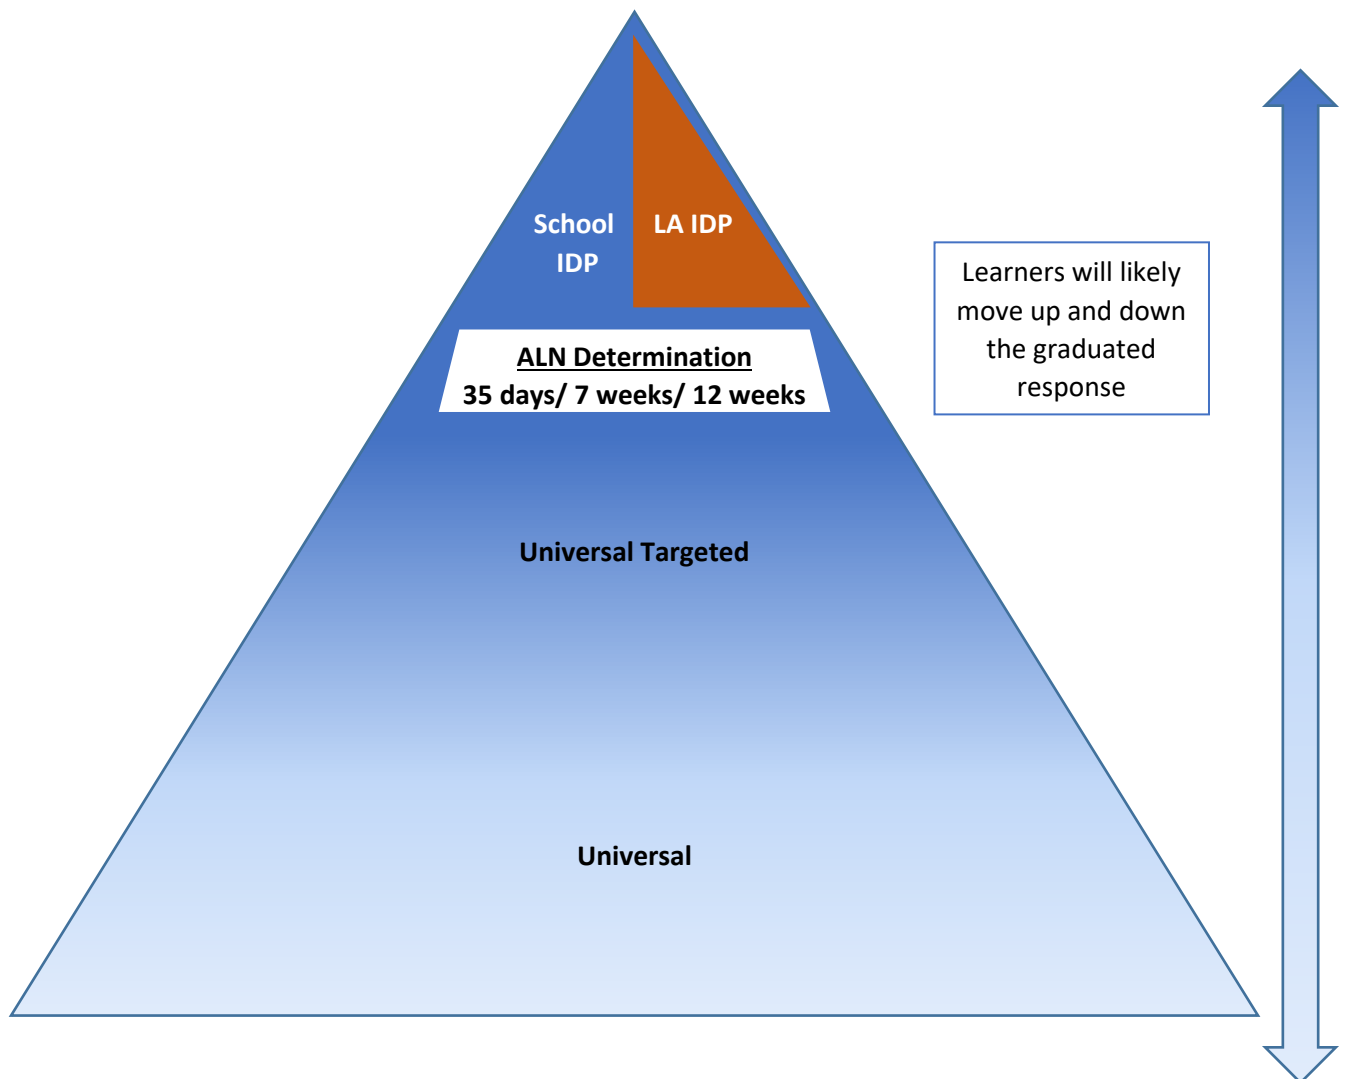 School
IDP
LA IDP
Learners will likely
move up and down
the graduated
response
ALN Determination
35 days/ 7 weeks/ 12 weeks
Universal Targeted
Universal